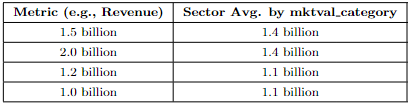 Metric (e.g., Revenue) Sector Avg. by mktval_category
1.5 billion 1.4 billion
2.0 billion 1.4 billion
1.2 billion 1.1 billion
1.0 billion 1.1 billion